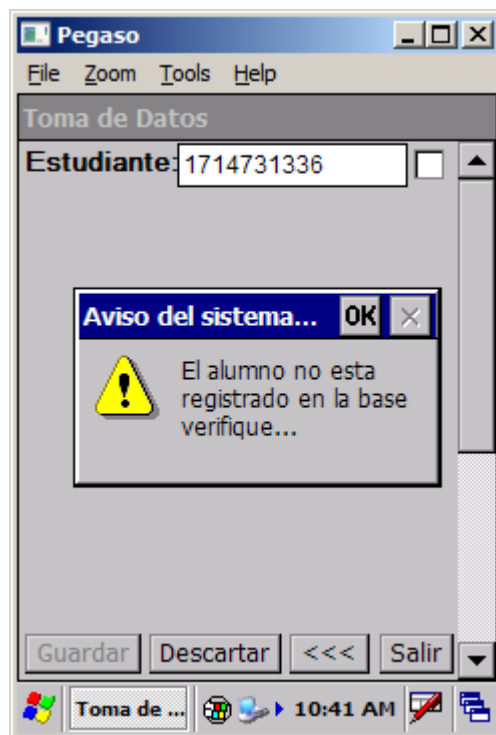 Pegaso
File Zoom Tools Help
Toma de Datos
Estudiante: 1714731336
Aviso del sistema... OK
El alumno no esta
registrado en la base
verifique...
Guardar Descartar <<< Salir
Toma de ... 10:41 AM